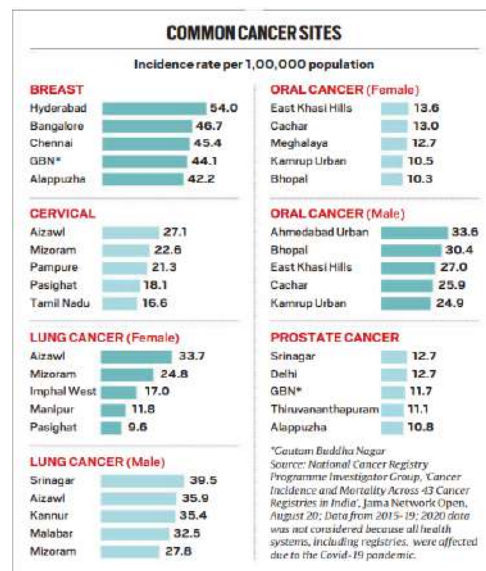 COMMON CANCER SITES
Incidence rate per 1,00,000 population
BREAST
Hyderabad 54.0
Bangalore 46.7
Chennai 45.4
GBN* 44.1
Alappuzha 42.2
CERVICAL
Aizawl 27.1
Mizoram 22.6
Pampure 21.3
Pasighat 18.1
Tamil Nadu 16.6
LUNG CANCER (Female)
Aizawl 33.7
Mizoram 24.8
Imphal West 17.0
Manipur 11.8
Pasighat 9.6
LUNG CANCER (Male)
Srinagar 39.5
Aizawl 35.9
Kannur 35.4
Malabar 32.5
Mizoram 27.8
ORAL CANCER (Female)
East Khasi Hills 13.6
Cachar 13.0
Meghalaya 12.7
Kamrup Urban 10.5
Bhopal 10.3
ORAL CANCER (Male)
Ahmedabad Urban 33.6
Bhopal 30.4
East Khasi Hills 27.0
Cachar 25.9
Kamrup Urban 24.9
PROSTATE CANCER
Srinagar 12.7
Delhi 12.7
GBN* 11.7
Thiruvananthapuram 11.1
Alappuzha 10.8
*Gautam Buddha Nagar
Source: National Cancer Registry
Programme Investigator Group, 'Cancer
Incidence and Mortality Across 43 Cancer
Registries in India', Jama Network Open,
August 20; Data from 2015-19; 2020 data
was not considered because all health
systems, including registries, were affected
due to the Covid-19 pandemic.